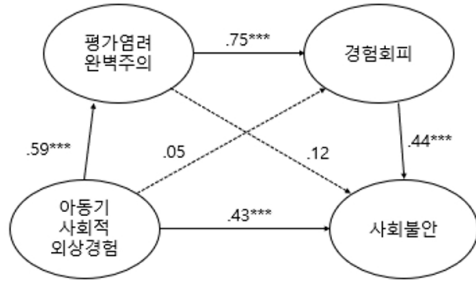 평가염려
완벽주의
.75***
경험회피
.59***
.05
.12
.44***
아동기
사회적
외상경험
.43***
사회불안